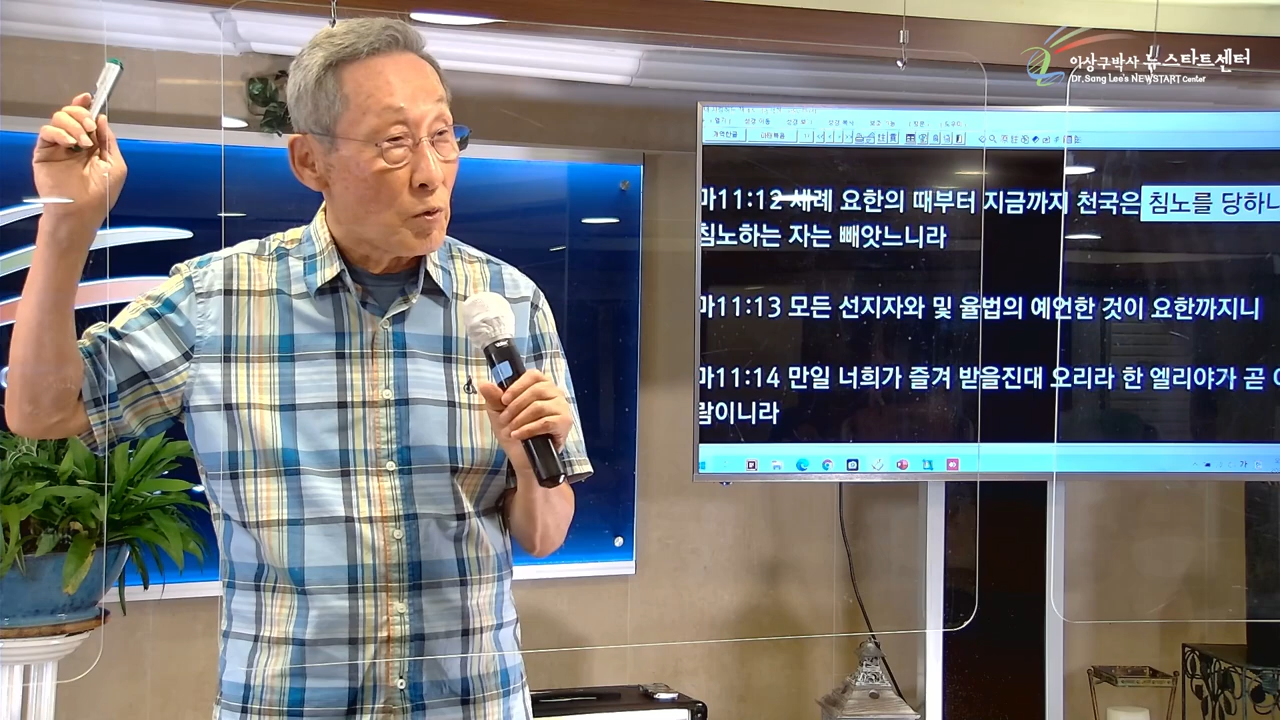 이상구박사 뉴스타트센터
Dr. Sang Lee's NEWSTART Center
개역한글
마11:12 세례 요한의 때부터 지금까지 천국은 침노를 당하나
침노하는 자는 빼앗느니라
마11:13 모든 선지자와 및 율법의 예언한 것이 요한까지니
마11:14 만일 너희가 즐겨 받을진대 오리라 한 엘리야가 곧 이
람이니라